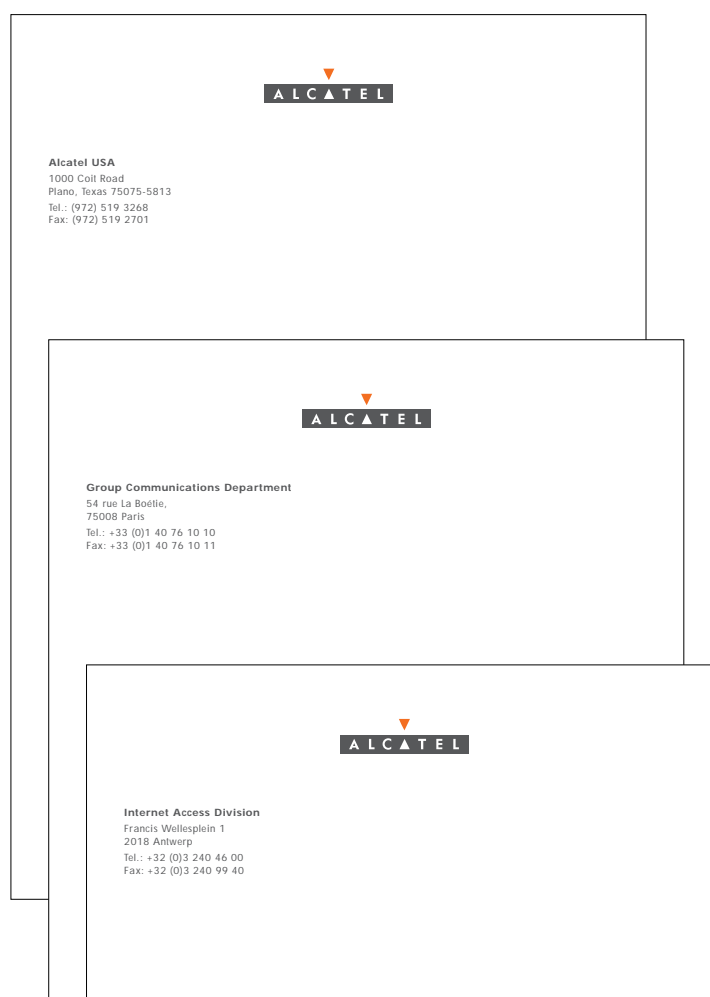 ALCATEL
Alcatel USA
1000 Coit Road
Plano, Texas 75075-5813
Tel.: (972) 519 3268
Fax: (972) 519 2701
ALCATEL
Group Communications Department
54 rue La Boétie,
75008 Paris
Tel.: +33 (0)1 40 76 10 10
Fax: +33 (0)1 40 76 10 11
ALCATEL
Internet Access Division
Francis Wellesplein 1
2018 Antwerp
Tel.: +32 (0)3 240 46 00
Fax: +32 (0)3 240 99 40